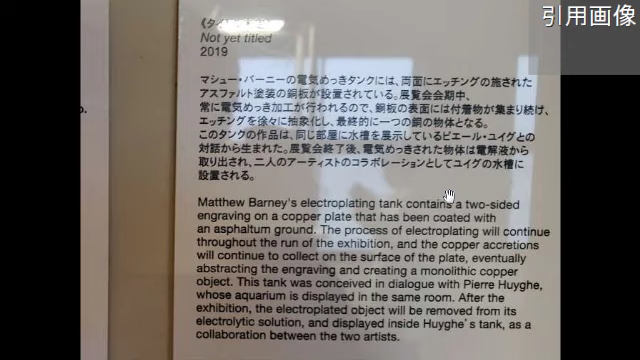 引用画像
Not yet titled
2019
マシュー・バーニーの電気めっきタンクには、両面にエッチングの施された
アスファルト塗装の銅板が設置されている。展覧会会期中、
常に電気めっき加工が行われるので、銅板の表面には付着物が集まり続け、
エッチングを徐々に抽象化し、最終的に一つの銅の物体となる。
このタンクの作品は、同じ部屋に水槽を展示しているピエール・ユイグとの
対話から生まれた。展覧会終了後、電気めっきされた物体は電解液から
取り出され、二人のアーティストのコラボレーションとしてユイグの水槽に
設置される。
Matthew Barney's electroplating tank contains a two-sided
engraving on a copper plate that has been coated with
an asphaltum ground. The process of electroplating will continue
throughout the run of the exhibition, and the copper accretions
will continue to collect on the surface of the plate, eventually
abstracting the engraving and creating a monolithic copper
object. This tank was conceived in dialogue with Pierre Huyghe,
whose aquarium is displayed in the same room. After the
exhibition, the electroplated object will be removed from its
electrolytic solution, and displayed inside Huyghe's tank, as a
collaboration between the two artists.